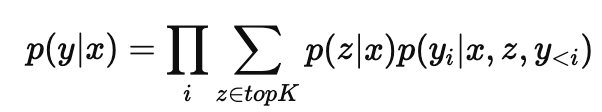 p(y|x) = ∏_i ∑_{z∈topK} p(z|x)p(y_i|x, z, y_{<i})